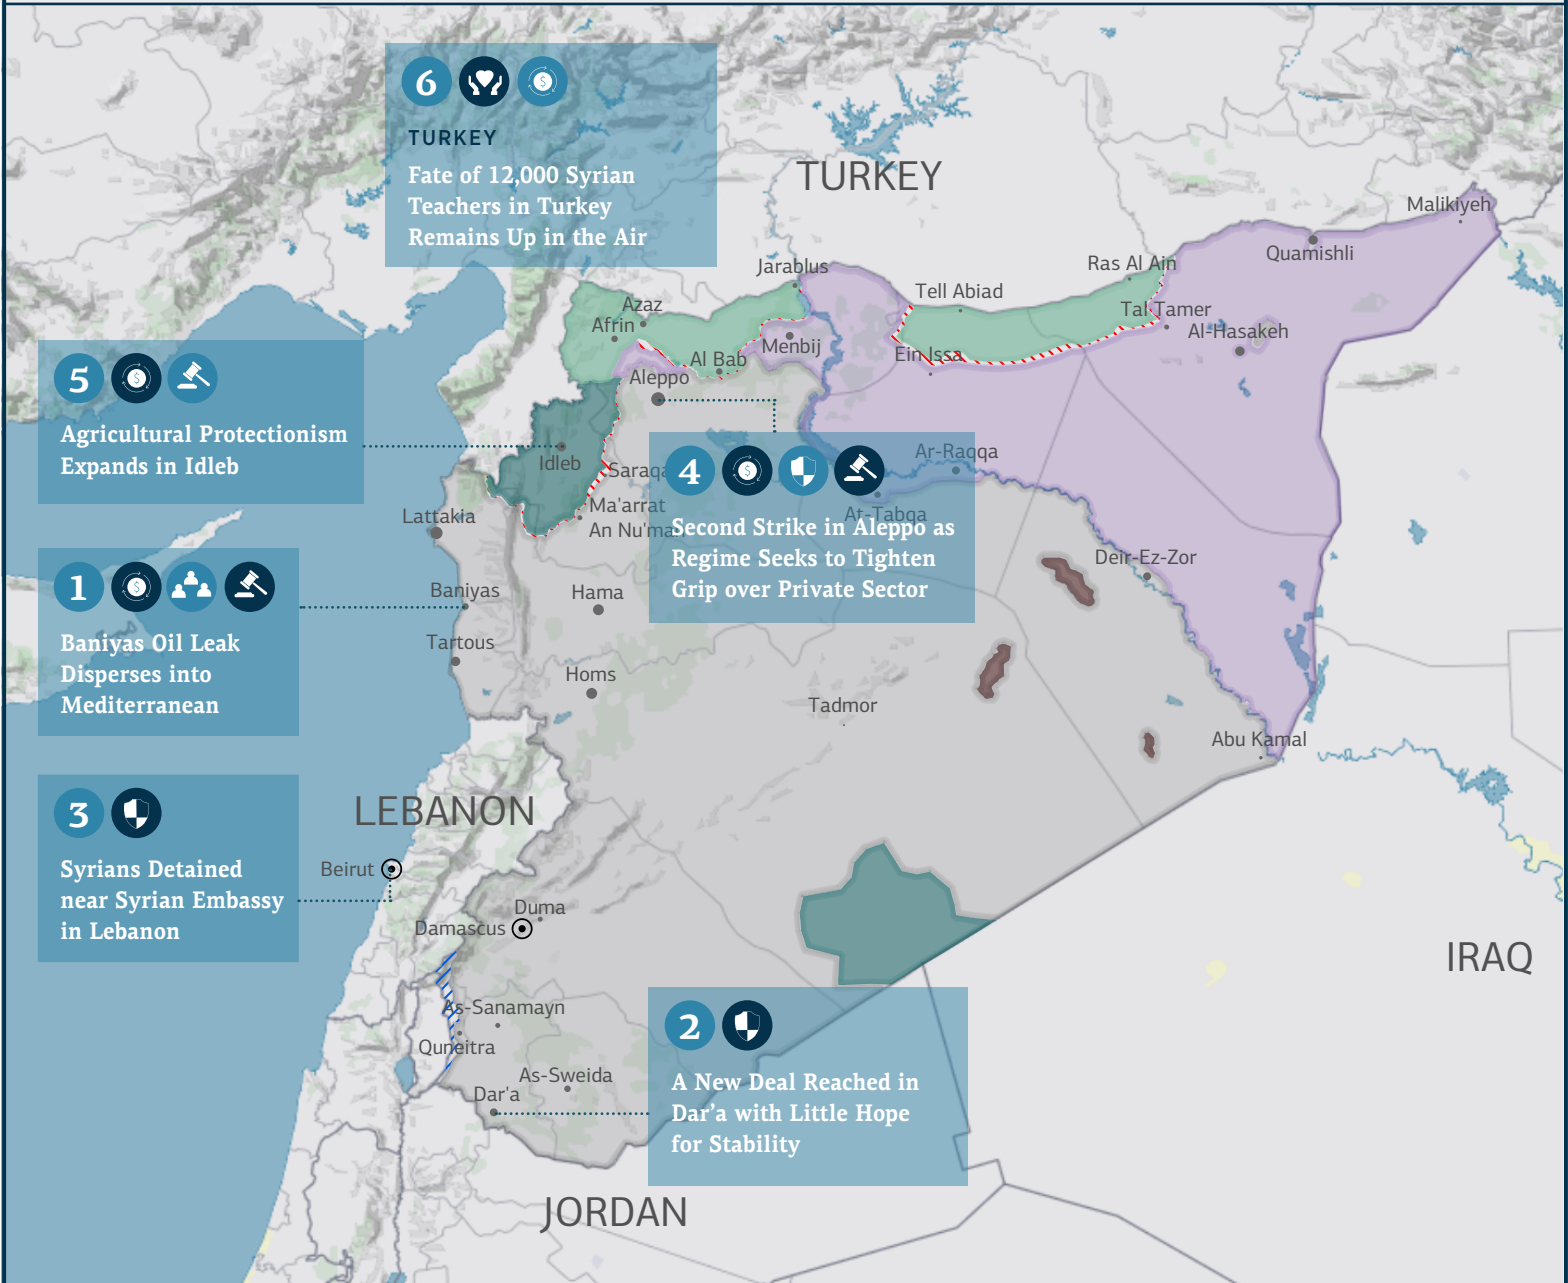 6
TURKEY
Fate of 12,000 Syrian
Teachers in Turkey
Remains Up in the Air
TURKEY
Malikiyeh
Quamishli
Jarablus
Ras Al Ain
Tell Abiad
Azaz
Afrin
Tal Tamer
Al-Hasakeh
Menbij
Ein Issa
Al Bab
Aleppo
5
Agricultural Protectionism
Expands in Idleb
Idleb
Ar-Raqqa
4
At-Tabqa
Second Strike in Aleppo as
Regime Seeks to Tighten
Grip over Private Sector
Ma'arrat
An Nu'man
Lattakia
Deir-Ez-Zor
1
Baniyas Oil Leak
Disperses into
Mediterranean
Baniyas
Hama
Tartous
Homs
Tadmor
Abu Kamal
LEBANON
3
Syrians Detained
near Syrian Embassy
in Lebanon
Beirut
Duma
Damascus
IRAQ
As-Sanamayn
Quneitra
As-Sweida
Dar'a
2
A New Deal Reached in
Dar’a with Little Hope
for Stability
JORDAN